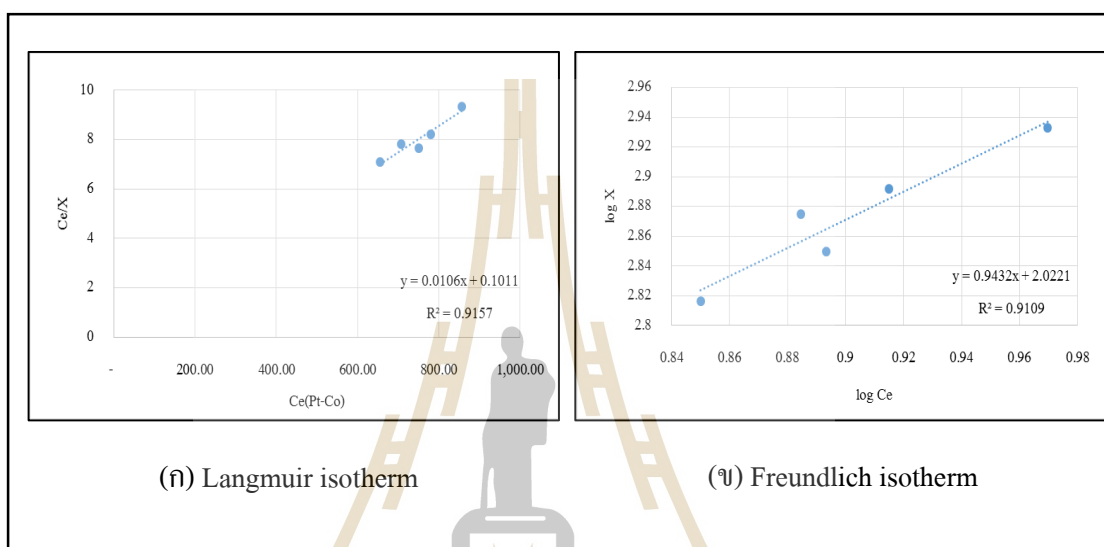 10
8
6
4
2
0
Ce/X
y = 0.0106x + 0.1011
R² = 0.9157
- 200.00 400.00 600.00 800.00 1,000.00
Ce(Pt-Co)
(ก) Langmuir isotherm
2.96
2.94
2.92
2.9
2.88
2.86
2.84
2.82
2.8
log X
y = 0.9432x + 2.0221
R² = 0.9109
0.84 0.86 0.88 0.9 0.92 0.94 0.96 0.98
log Ce
(ข) Freundlich isotherm